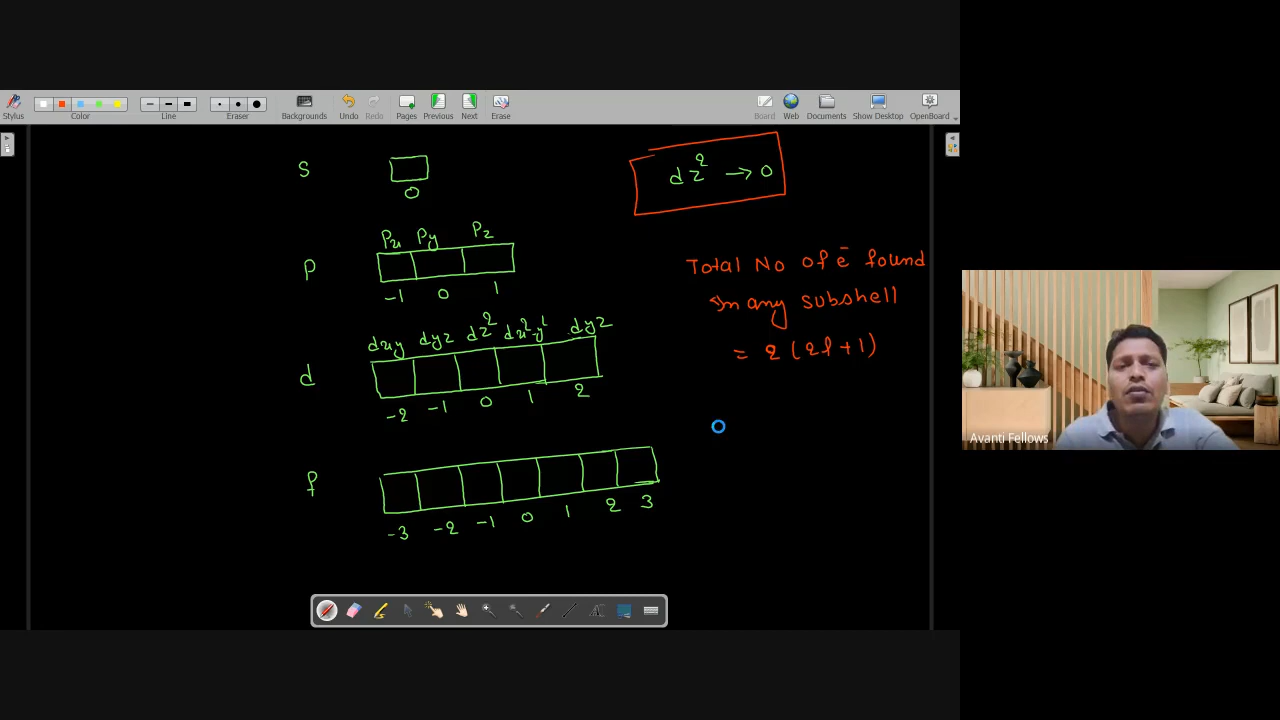 Stylus
Color
Line
Eraser
Backgrounds
Undo
Redo
Pages
Previous
Next
Erase
Board
Web
Documents
Show Desktop
OpenBoard
S
0
dz² → 0
Px Py Pz
P
-1 0 1
Total No of e̅ found
In any subshell
= 2(2l+1)
dxy dyz dz² dx²-y² dyz
d
-2 -1 0 1 2
f
-3 -2 -1 0 1 2 3
Avanti Fellows